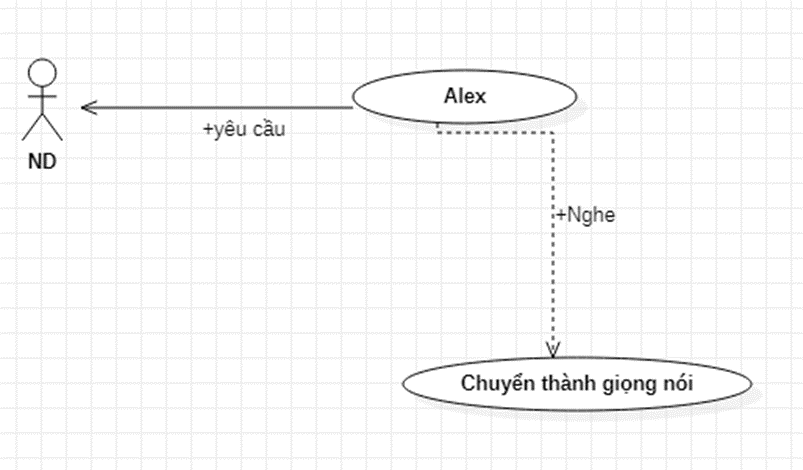 Alex
+yêu cầu
ND
+Nghe
Chuyển thành giọng nói